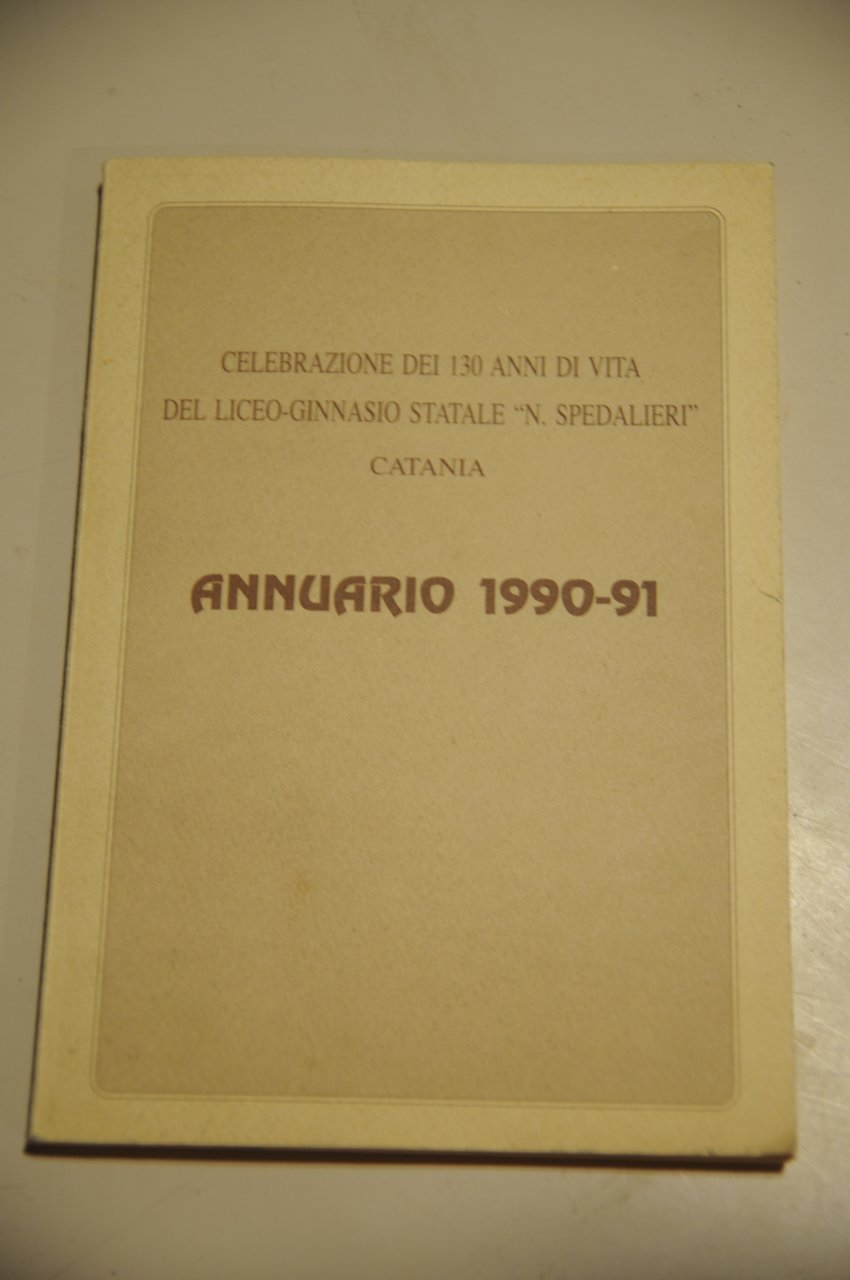 CELEBRAZIONE DEI 130 ANNI DI VITA
DEL LICEO-GINNASIO STATALE “N. SPEDALIERI”
CATANIA
ANNUARIO 1990-91